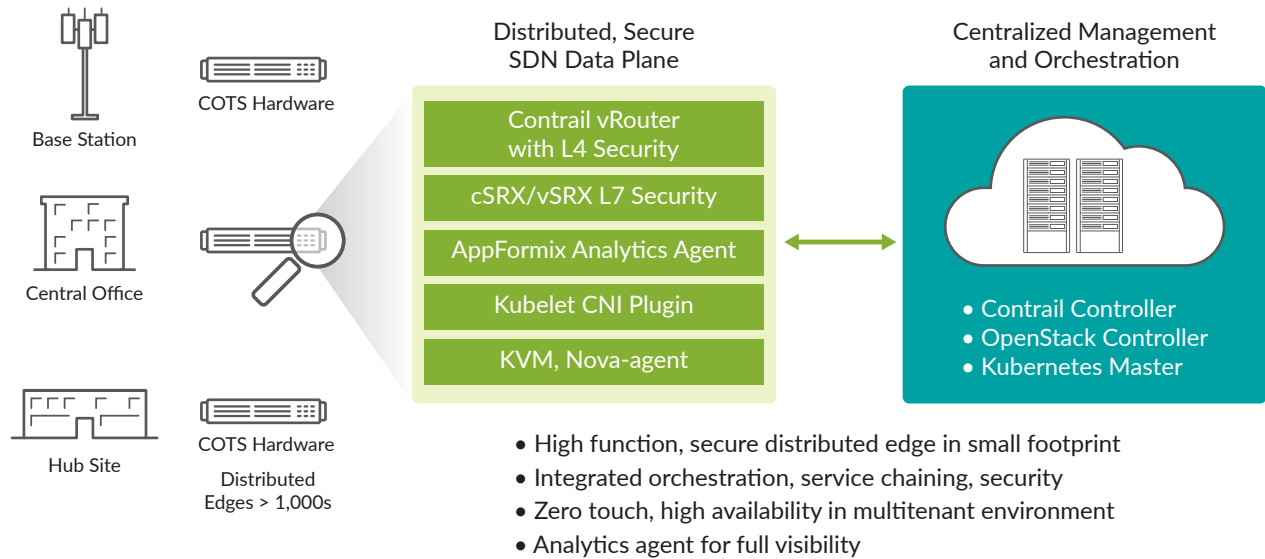 Base Station
COTS Hardware
Central Office
Hub Site
COTS Hardware
Distributed
Edges > 1,000s
Distributed, Secure
SDN Data Plane
Contrail vRouter
with L4 Security
cSRX/vSRX L7 Security
AppFormix Analytics Agent
Kubelet CNI Plugin
KVM, Nova-agent
Centralized Management
and Orchestration
• Contrail Controller
• OpenStack Controller
• Kubernetes Master
• High function, secure distributed edge in small footprint
• Integrated orchestration, service chaining, security
• Zero touch, high availability in multitenant environment
• Analytics agent for full visibility